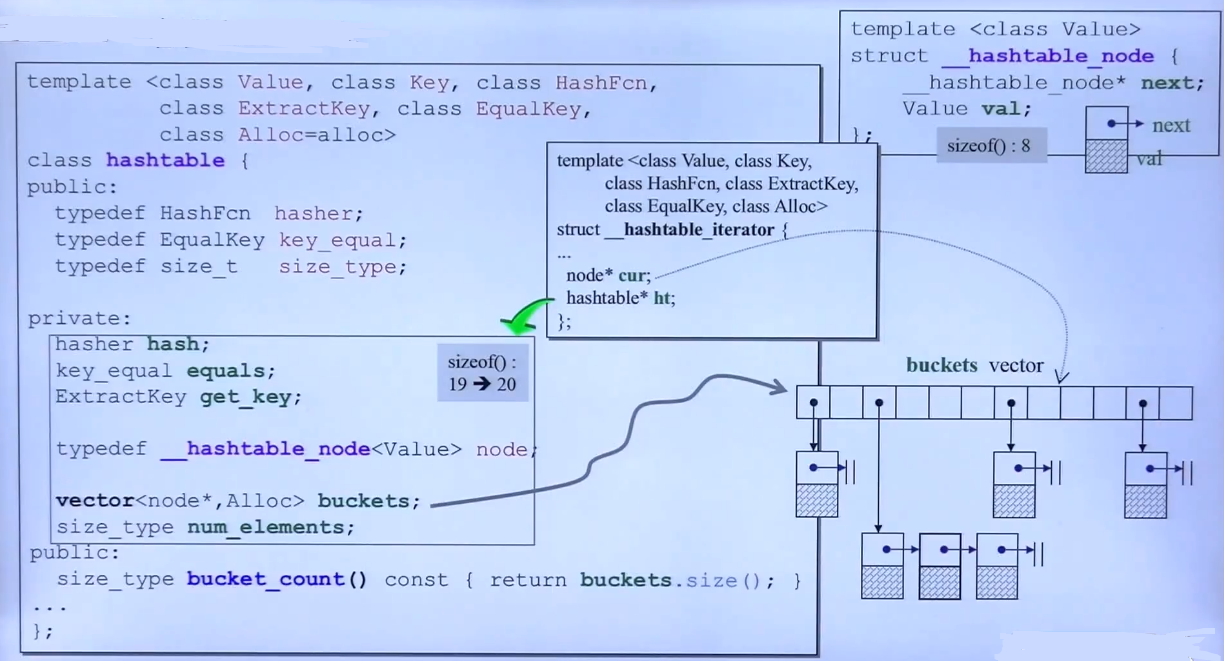 template <class Value, class Key, class HashFcn,
class ExtractKey, class EqualKey,
class Alloc=alloc>
class hashtable {
public:
typedef HashFcn hasher;
typedef EqualKey key_equal;
typedef size_t size_type;
private:
hasher hash;
key_equal equals;
ExtractKey get_key;
typedef __hashtable_node<Value> node;
vector<node*,Alloc> buckets;
size_type num_elements;
public:
size_type bucket_count() const { return buckets.size(); }
...
};
sizeof() :
19 ➔ 20
template <class Value, class Key,
class HashFcn, class ExtractKey,
class EqualKey, class Alloc>
struct __hashtable_iterator {
...
node* cur;
hashtable* ht;
};
template <class Value>
struct __hashtable_node {
__hashtable_node* next;
Value val;
};
sizeof() : 8
next
val
buckets vector